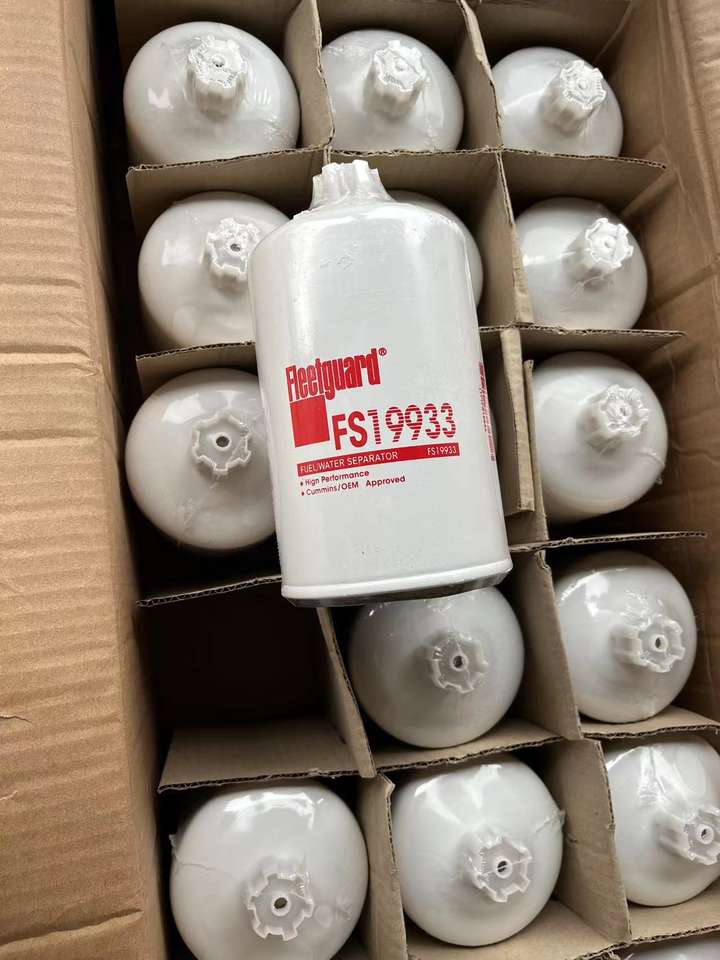 Fleetguard®
FS19933
FUEL/WATER SEPARATOR FS19933
• High Performance
• Cummins/OEM Approved